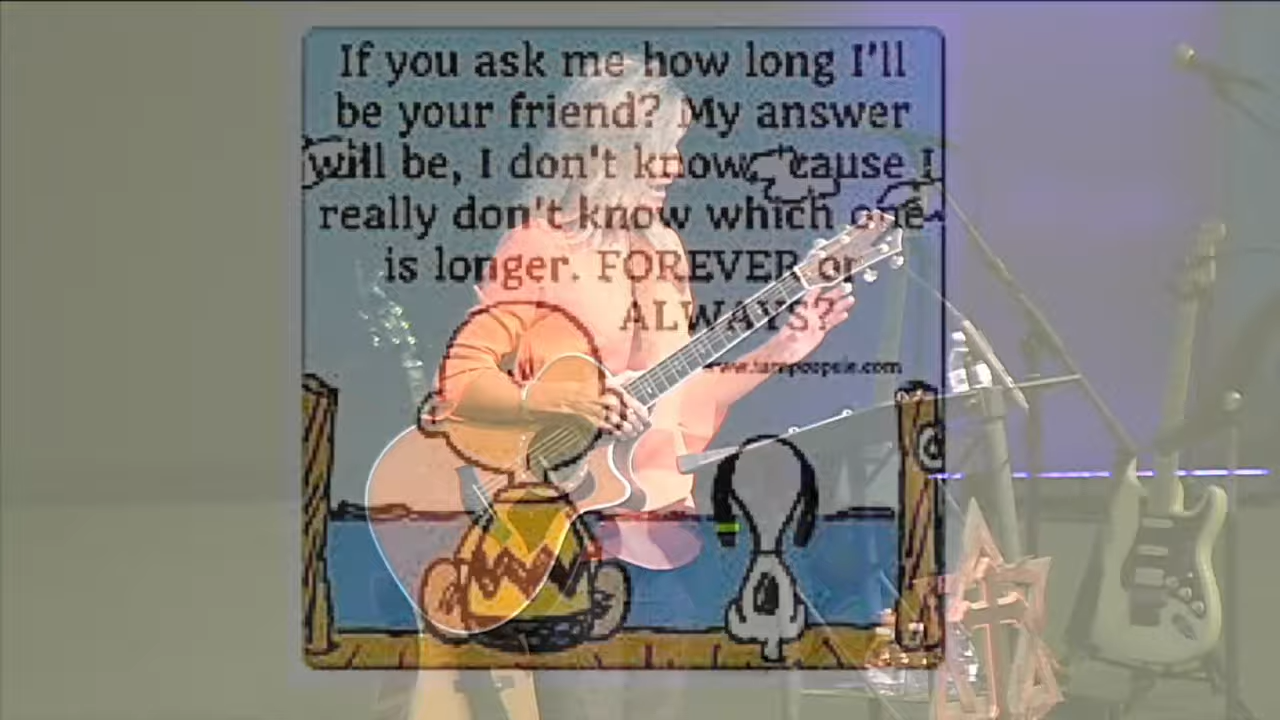 If you ask me how long I'll
be your friend? My answer
will be, I don't know, 'cause I
really don't know which one
is longer. FOREVER or
ALWAYS?